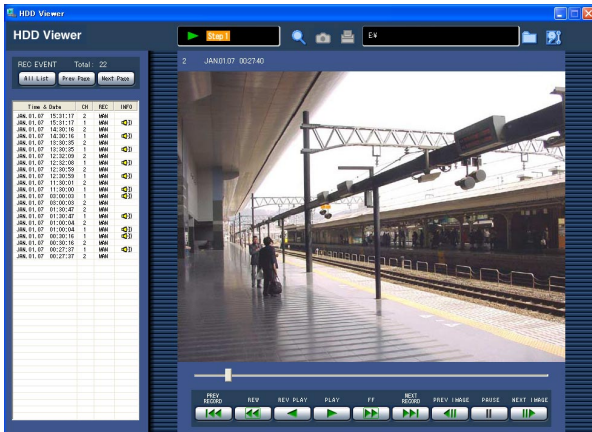 HDD Viewer
HDD Viewer
Stop 1
E¥
REC EVENT Total: 22
All List Prev Page Next Page
2 JAN.01.07 00:27:40
Time & Date CH REC INFO
JAN.01.07 15:31:17 2 MAN
JAN.01.07 15:31:17 1 MAN
JAN.01.07 14:30:16 2 MAN
JAN.01.07 14:30:16 1 MAN
JAN.01.07 13:30:35 2 MAN
JAN.01.07 13:30:35 1 MAN
JAN.01.07 12:32:09 2 MAN
JAN.01.07 12:32:08 1 MAN
JAN.01.07 12:30:59 2 MAN
JAN.01.07 12:30:59 1 MAN
JAN.01.07 11:30:01 2 MAN
JAN.01.07 11:30:00 1 MAN
JAN.01.07 03:00:03 1 MAN
JAN.01.07 03:00:03 2 MAN
JAN.01.07 01:30:47 2 MAN
JAN.01.07 01:30:47 1 MAN
JAN.01.07 01:00:04 2 MAN
JAN.01.07 01:00:04 1 MAN
JAN.01.07 00:30:16 1 MAN
JAN.01.07 00:30:16 2 MAN
JAN.01.07 00:27:37 1 MAN
JAN.01.07 00:27:37 2 MAN
PREV RECORD REW REV PLAY PLAY FF NEXT RECORD PREV IMAGE PAUSE NEXT IMAGE